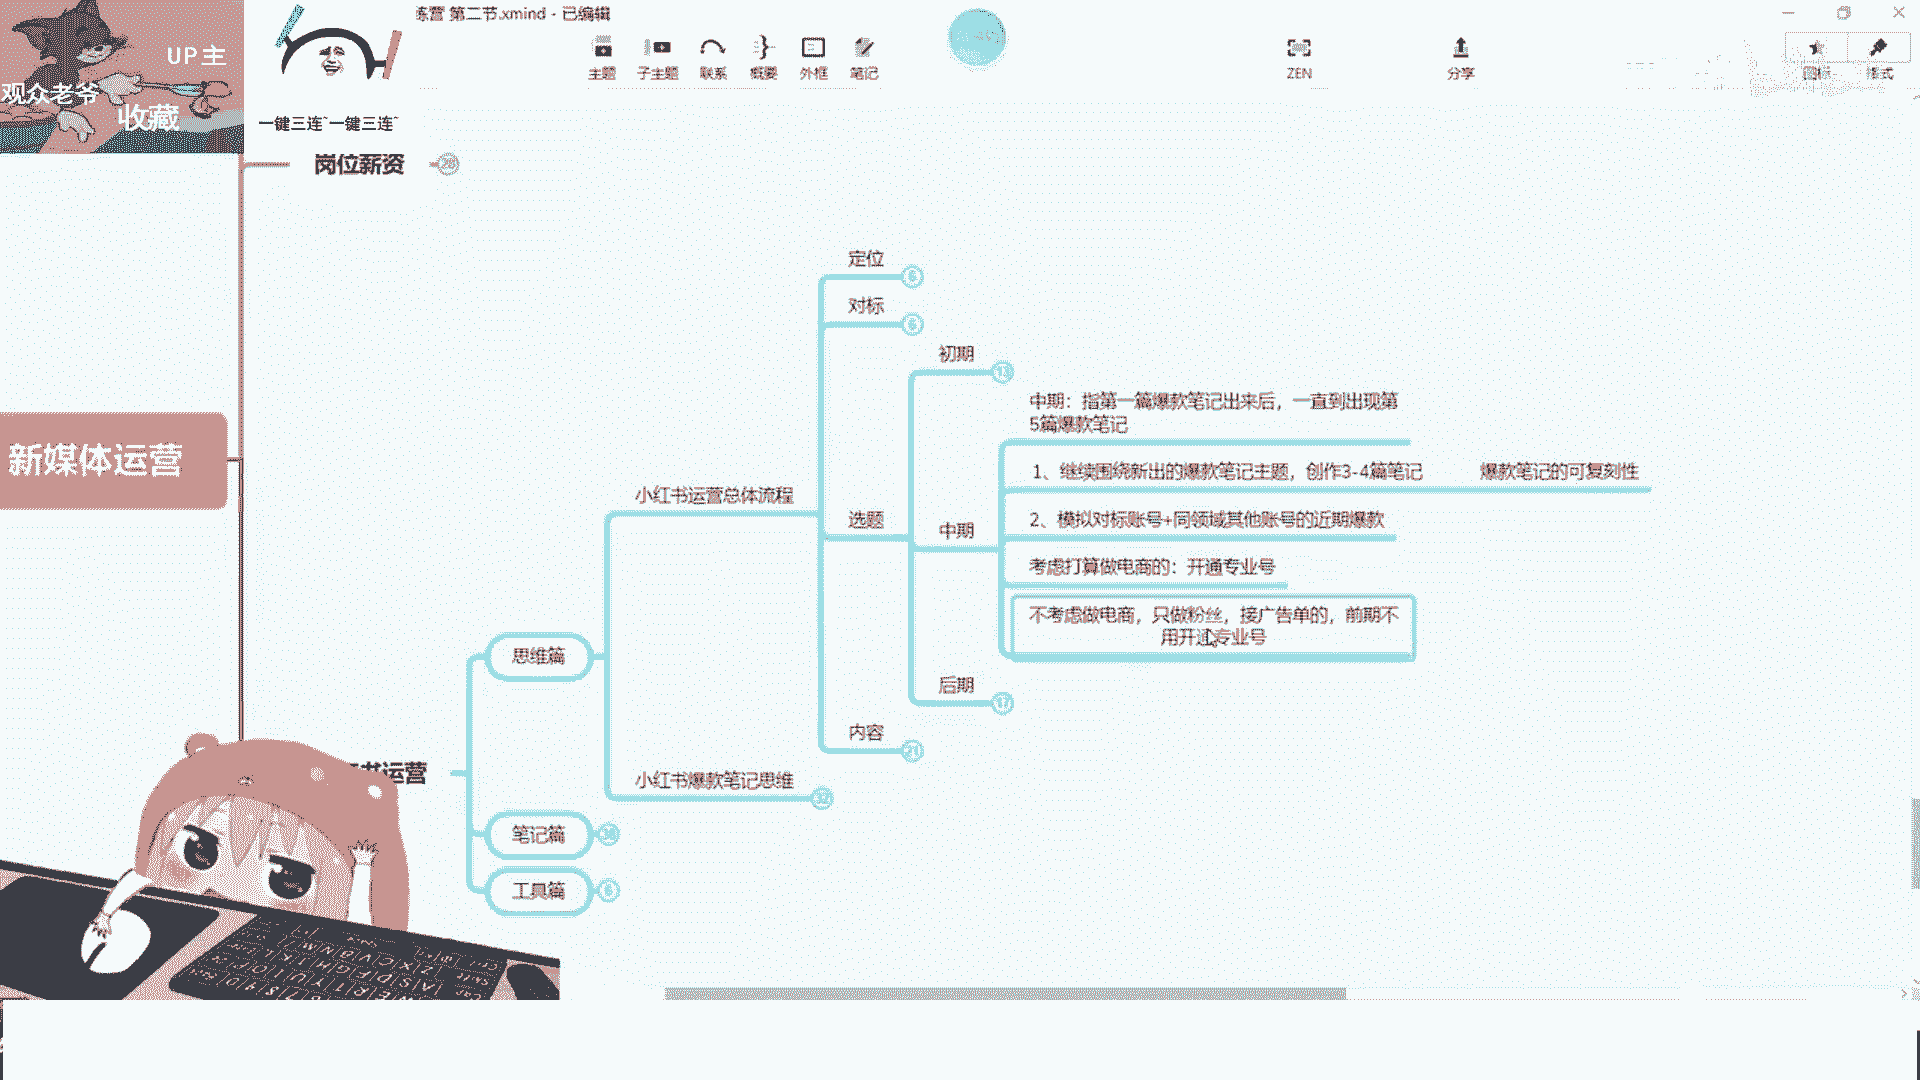 练营 第二节.xmind - 已编辑
UP主
观众老爷
收藏
一键三连~一键三连~
主题
子主题
联系
概要
外框
笔记
ZEN
分享
图标
格式
岗位薪资
新媒体运营
思维篇
小红书运营总体流程
定位
6
对标
6
选题
初期
13
中期
中期：指第一篇爆款笔记出来后，一直到出现第
5篇爆款笔记
1、继续围绕新出的爆款笔记主题，创作3-4篇笔记
爆款笔记的可复刻性
2、模拟对标账号+同领域其他账号的近期爆款
考虑打算做电商的：开通专业号
不考虑做电商，只做粉丝，接广告单的，前期不
用开通专业号
后期
17
内容
21
小红书爆款笔记思维
书运营
笔记篇
工具篇
6